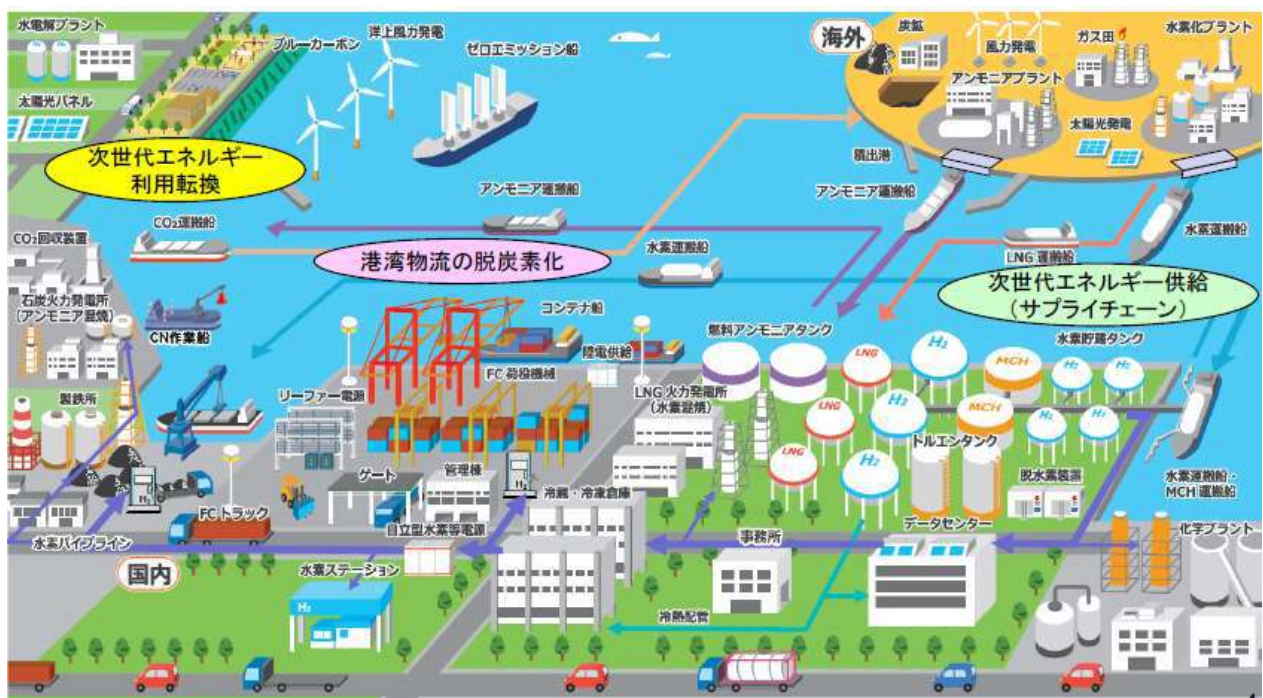 水電解プラント
太陽光パネル
ブルーカーボン
洋上風力発電
ゼロエミッション船
海外
炭鉱
風力発電
ガス田
水素化プラント
アンモニアプラント
太陽光発電
積出港
次世代エネルギー
利用転換
アンモニア運搬船
アンモニア運搬船
水素運搬船
CO₂運搬船
水素運搬船
LNG 運搬船
港湾物流の脱炭素化
次世代エネルギー供給
(サプライチェーン)
CO₂回収装置
石炭火力発電所
(アンモニア混焼)
CN作業船
コンテナ船
陸電供給
燃料アンモニアタンク
水素貯蔵タンク
LNG
H₂
MCH
H₂
H₂
リーファー電源
FC 荷役機械
LNG 火力発電所
(水素混焼)
製鉄所
LNG
H₂
MCH
H₂
H₂
トルエンタンク
LNG
H₂
ゲート
管理棟
冷蔵・冷凍倉庫
脱水素装置
水素運搬船・
MCH 運搬船
H₂
FCトラック
自立型水素等電源
データセンター
化学プラント
水素パイプライン
事務所
国内
水素ステーション
H₂
冷熱配管